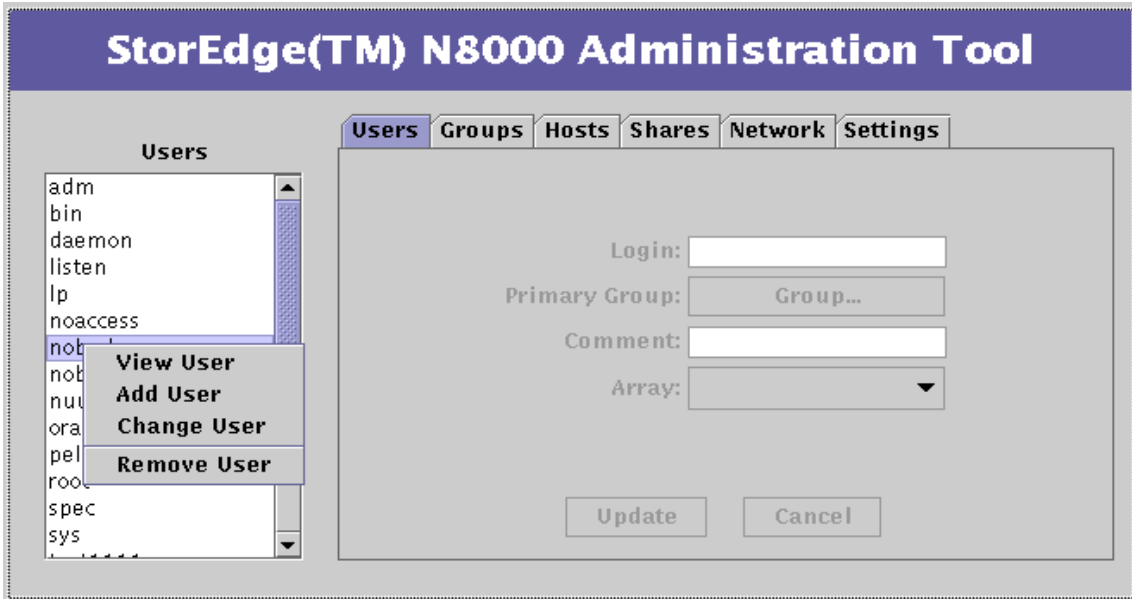 StorEdge(TM) N8000 Administration Tool
Users Groups Hosts Shares Network Settings
Users
adm
bin
daemon
listen
lp
noaccess
View User
Add User
Change User
Remove User
root
spec
sys
Login:
Primary Group: Group...
Comment:
Array:
Update Cancel